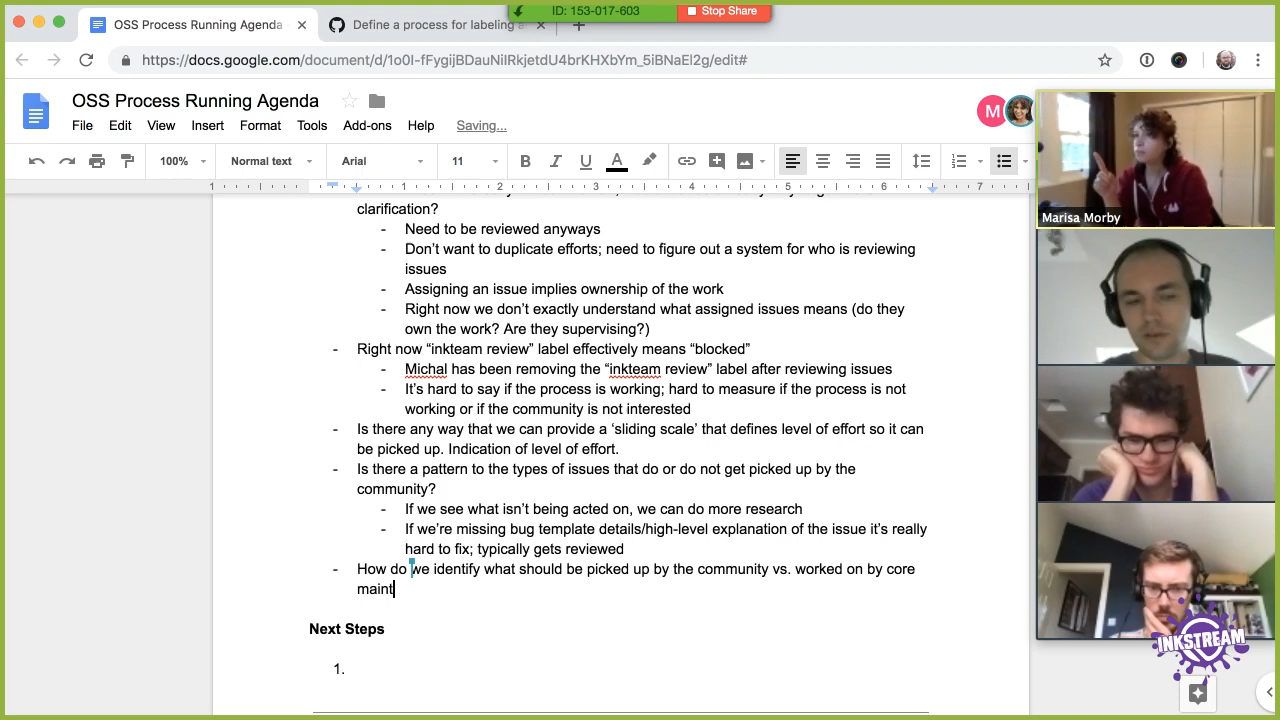 ID: 153-017-603
Stop Share
OSS Process Running Agenda
Define a process for labeling a
https://docs.google.com/document/d/1o0I-fFygijBDauNiIRkjetdU4brKHXbYm_5iBNaEl2g/edit#
OSS Process Running Agenda
File Edit View Insert Format Tools Add-ons Help Saving...
M
100% Normal text Arial 11 B I U A
1 1 2 3 4 5 6 7
clarification?
- Need to be reviewed anyways
- Don’t want to duplicate efforts; need to figure out a system for who is reviewing
issues
- Assigning an issue implies ownership of the work
- Right now we don’t exactly understand what assigned issues means (do they
own the work? Are they supervising?)
- Right now “inkteam review” label effectively means “blocked”
- Michal has been removing the “inkteam review” label after reviewing issues
- It’s hard to say if the process is working; hard to measure if the process is not
working or if the community is not interested
- Is there any way that we can provide a ‘sliding scale’ that defines level of effort so it can
be picked up. Indication of level of effort.
- Is there a pattern to the types of issues that do or do not get picked up by the
community?
- If we see what isn’t being acted on, we can do more research
- If we’re missing bug template details/high-level explanation of the issue it’s really
hard to fix; typically gets reviewed
- How do we identify what should be picked up by the community vs. worked on by core
maint
Next Steps
1.
Marisa Morby
INKSTREAM